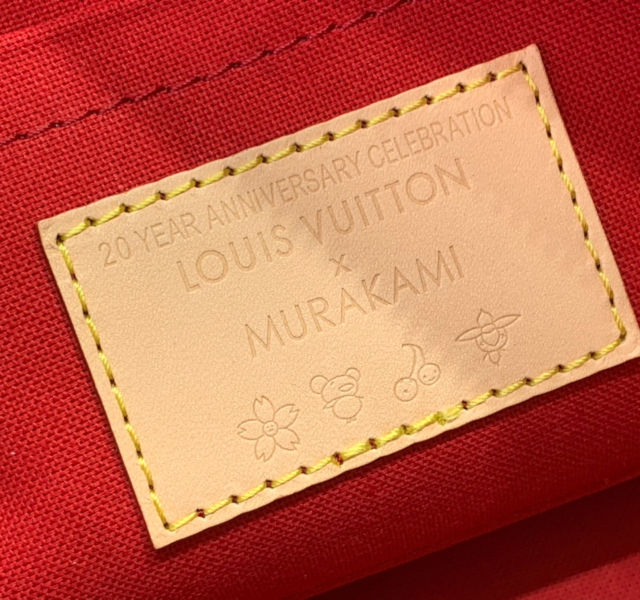 20 YEAR ANNIVERSARY CELEBRATION
LOUIS VUITTON
x
MURAKAMI